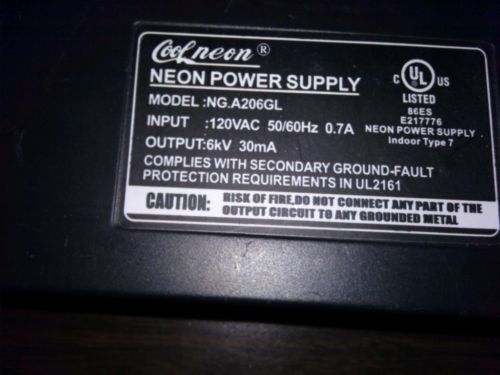 Coolneon®
NEON POWER SUPPLY
MODEL :NG.A206GL
INPUT :120VAC 50/60Hz 0.7A
OUTPUT:6kV 30mA
COMPLIES WITH SECONDARY GROUND-FAULT
PROTECTION REQUIREMENTS IN UL2161
C UL US
LISTED
86ES
E217776
NEON POWER SUPPLY
Indoor Type 7
CAUTION: RISK OF FIRE,DO NOT CONNECT ANY PART OF THE
OUTPUT CIRCUIT TO ANY GROUNDED METAL